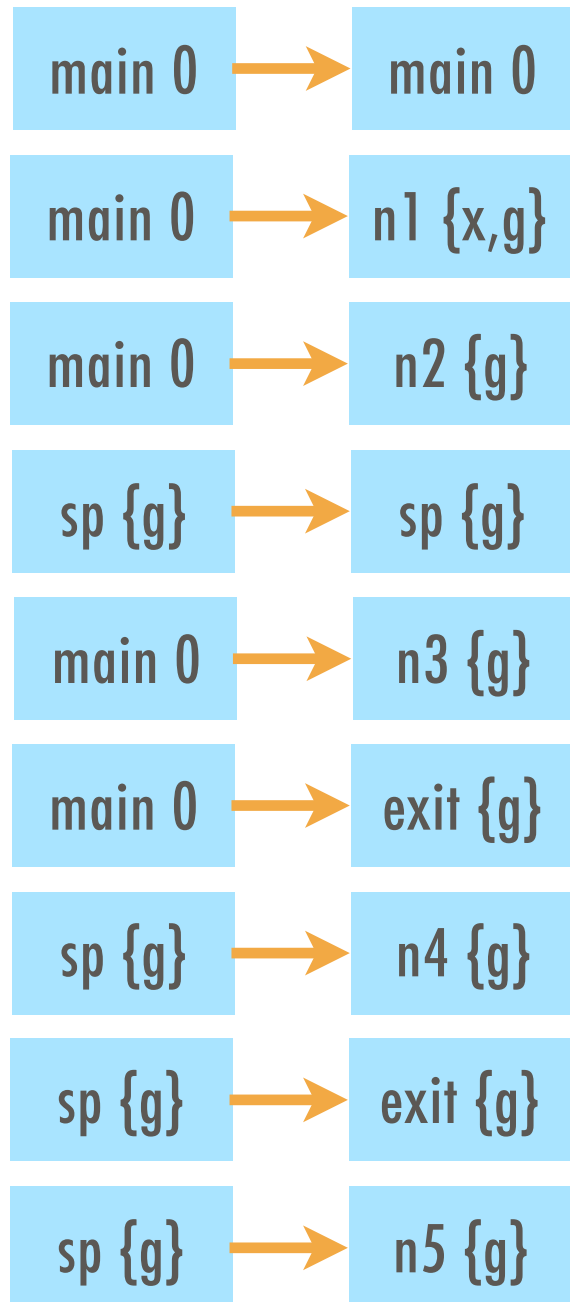 main 0 main 0
main 0 n1 {x,g}
main 0 n2 {g}
sp {g} sp {g}
main 0 n3 {g}
main 0 exit {g}
sp {g} n4 {g}
sp {g} exit {g}
sp {g} n5 {g}